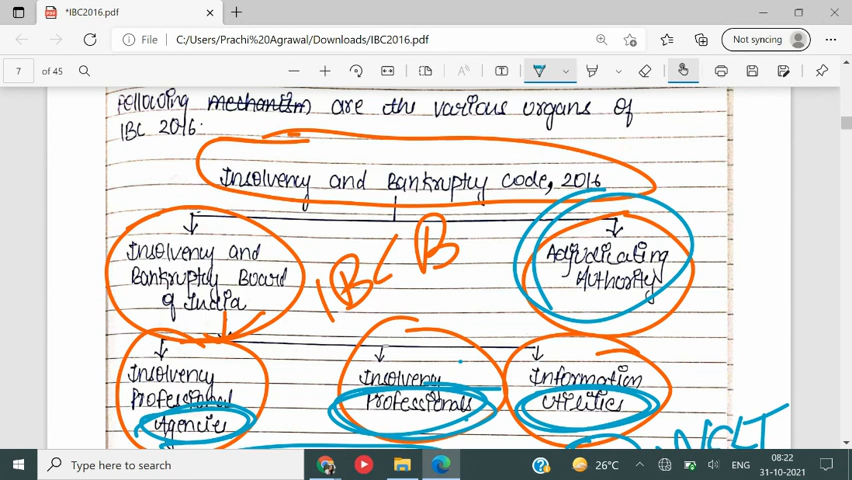 *IBC2016.pdf
File
C:/Users/Prachi%20Agrawal/Downloads/IBC2016.pdf
Not syncing
7 of 45
Following mechanism are the various organs of
IBC 2016.
Insolvency and Bankruptcy Code, 2016
Insolvency and
Bankruptcy Board
of India
Adjudicating
Authority
IBC
B
Insolvency
Professional
Agencies
Insolvency
Professionals
Information
Utilities
NCLT
Type here to search
26°C
ENG
08:22
31-10-2021